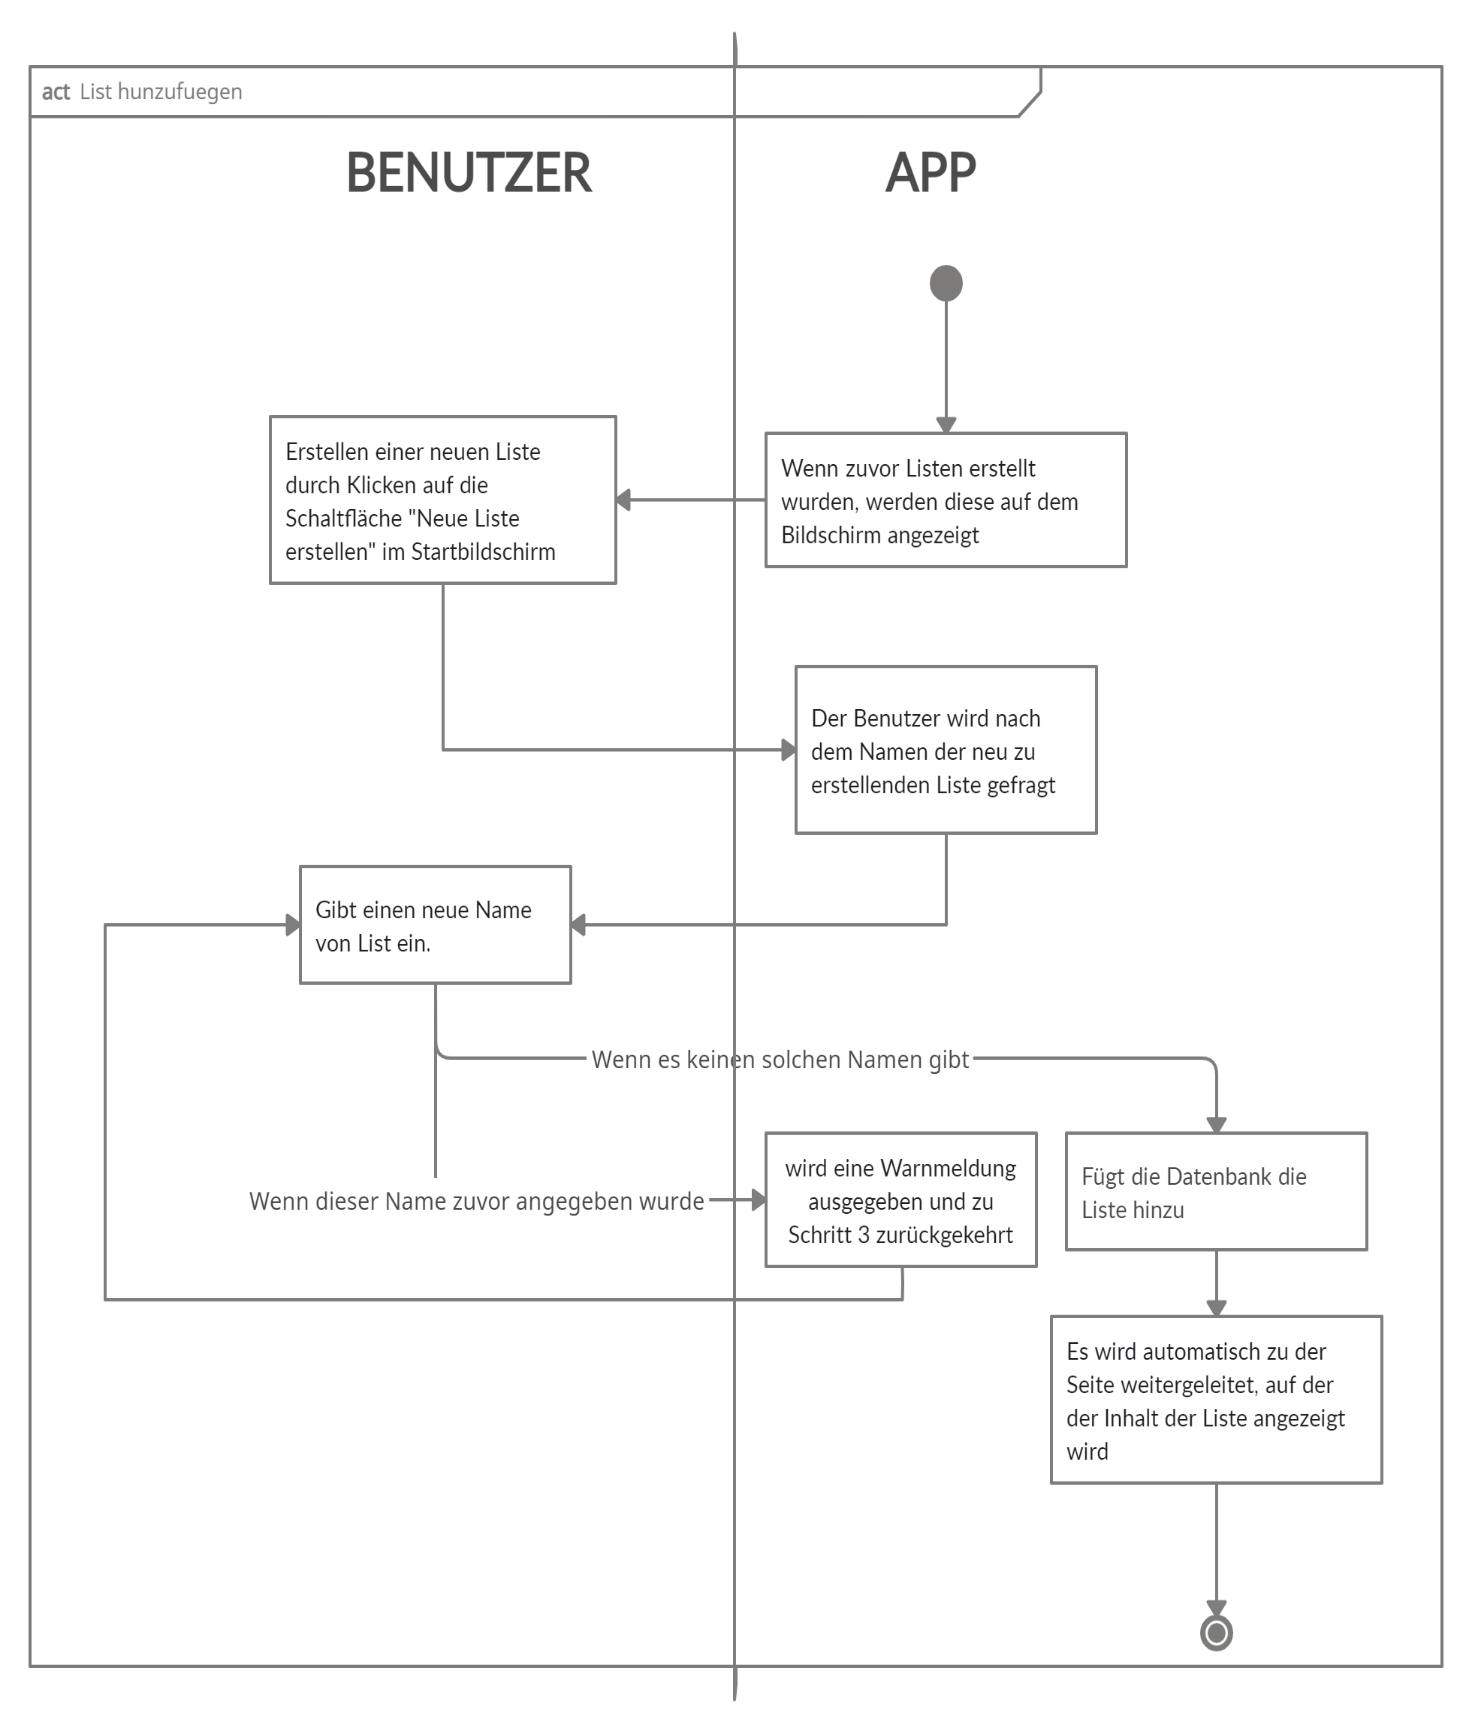 act List hunzufuegen
BENUTZER
APP
Wenn zuvor Listen erstellt
wurden, werden diese auf dem
Bildschirm angezeigt
Erstellen einer neuen Liste
durch Klicken auf die
Schaltfläche "Neue Liste
erstellen" im Startbildschirm
Der Benutzer wird nach
dem Namen der neu zu
erstellenden Liste gefragt
Gibt einen neue Name
von List ein.
Wenn es keinen solchen Namen gibt
Wenn dieser Name zuvor angegeben wurde
wird eine Warnmeldung
ausgegeben und zu
Schritt 3 zurückgekehrt
Fügt die Datenbank die
Liste hinzu
Es wird automatisch zu der
Seite weitergeleitet, auf der
der Inhalt der Liste angezeigt
wird